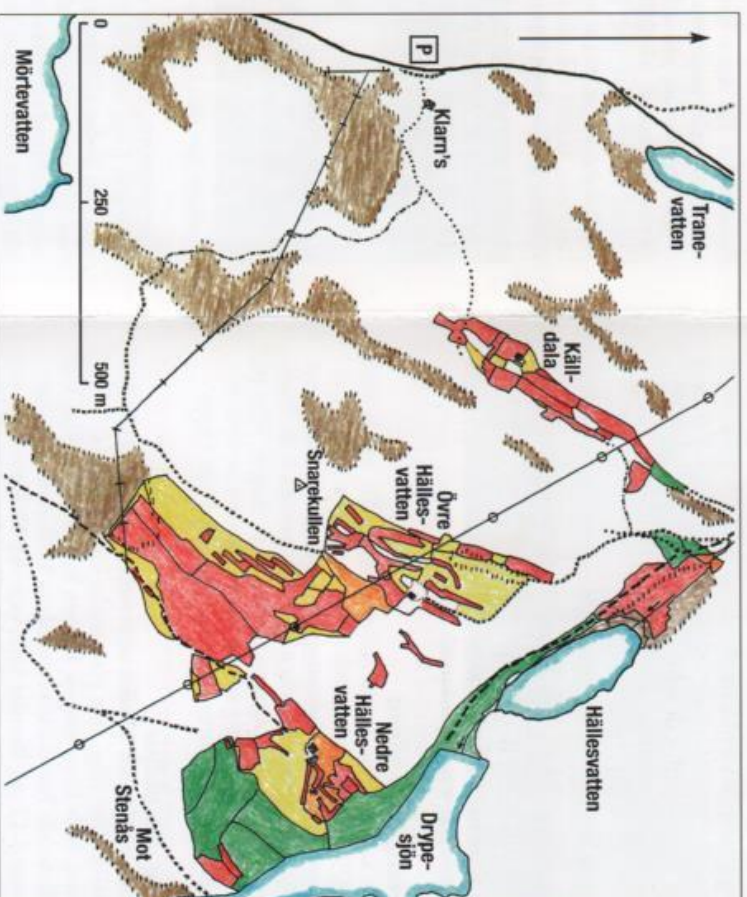 Trane-
vatten
Hällesvatten
Käll-
dala
Klarn's
P
Övre
Hälles-
vatten
Drype-
sjön
Nedre
Hälles-
vatten
Snarekullen
Mot
Stenås
0 250 500 m
Mörtevatten